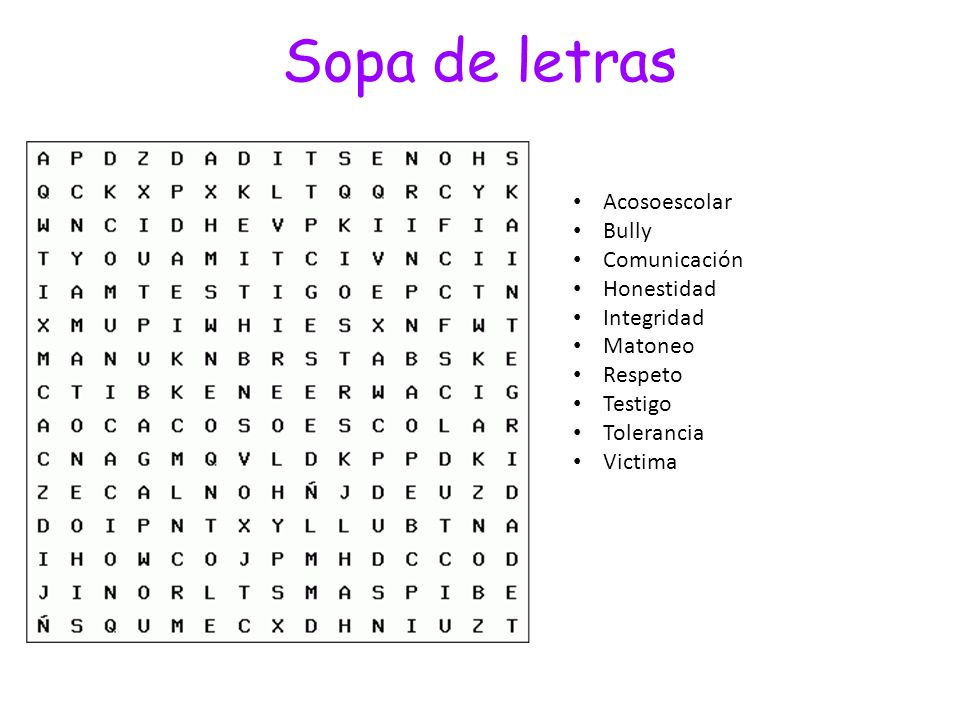 Sopa de letras
A P D Z D A D I T S E N O H S
Q C K X P X K L T Q Q R C Y K
W N C I D H E V P K I I F I A
T Y O U A M I T C I V N C I I
I A M T E S T I G O E P C T N
X M U P I W H I E S X N F W T
M A N U K N B R S T A B S K E
C T I B K E N E E R W A C I G
A O C A C O S O E S C O L A R
C N A G M Q V L D K P P D K I
Z E C A L N O H Ñ J D E U Z D
D O I P N T X Y L L U B T N A
I H O W C O J P M H D C C O D
J I N O R L T S M A S P I B E
Ñ S Q U M E C X D H N I U Z T
• Acosoescolar
• Bully
• Comunicación
• Honestidad
• Integridad
• Matoneo
• Respeto
• Testigo
• Tolerancia
• Victima